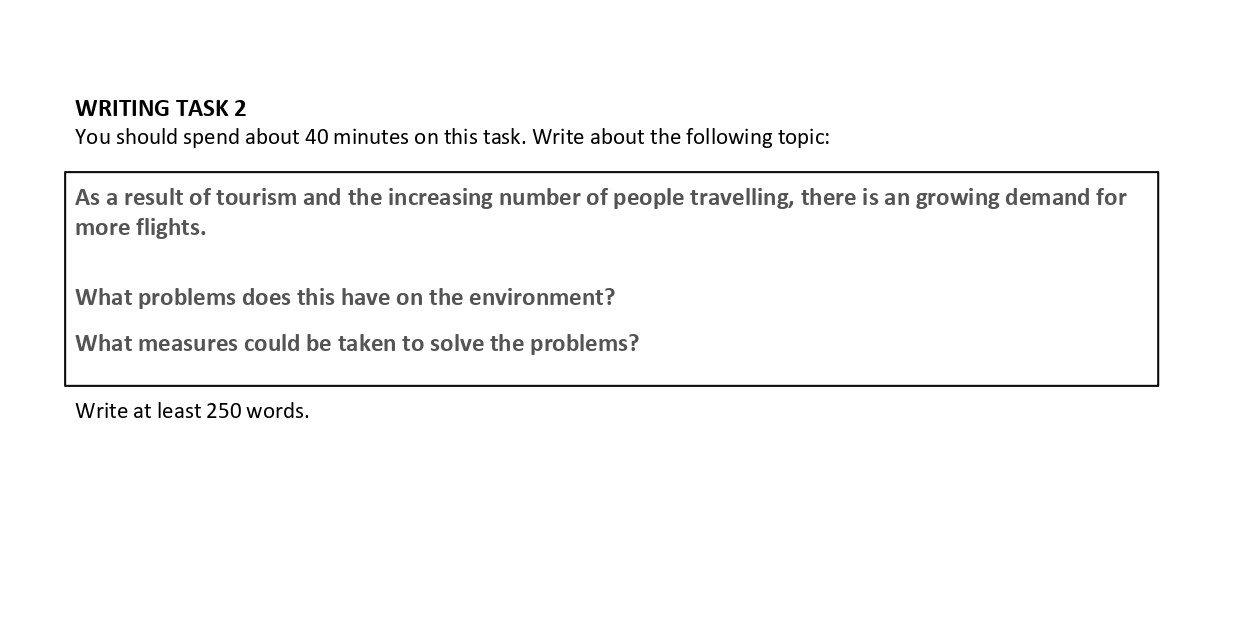 WRITING TASK 2
You should spend about 40 minutes on this task. Write about the following topic:
As a result of tourism and the increasing number of people travelling, there is an growing demand for
more flights.
What problems does this have on the environment?
What measures could be taken to solve the problems?
Write at least 250 words.